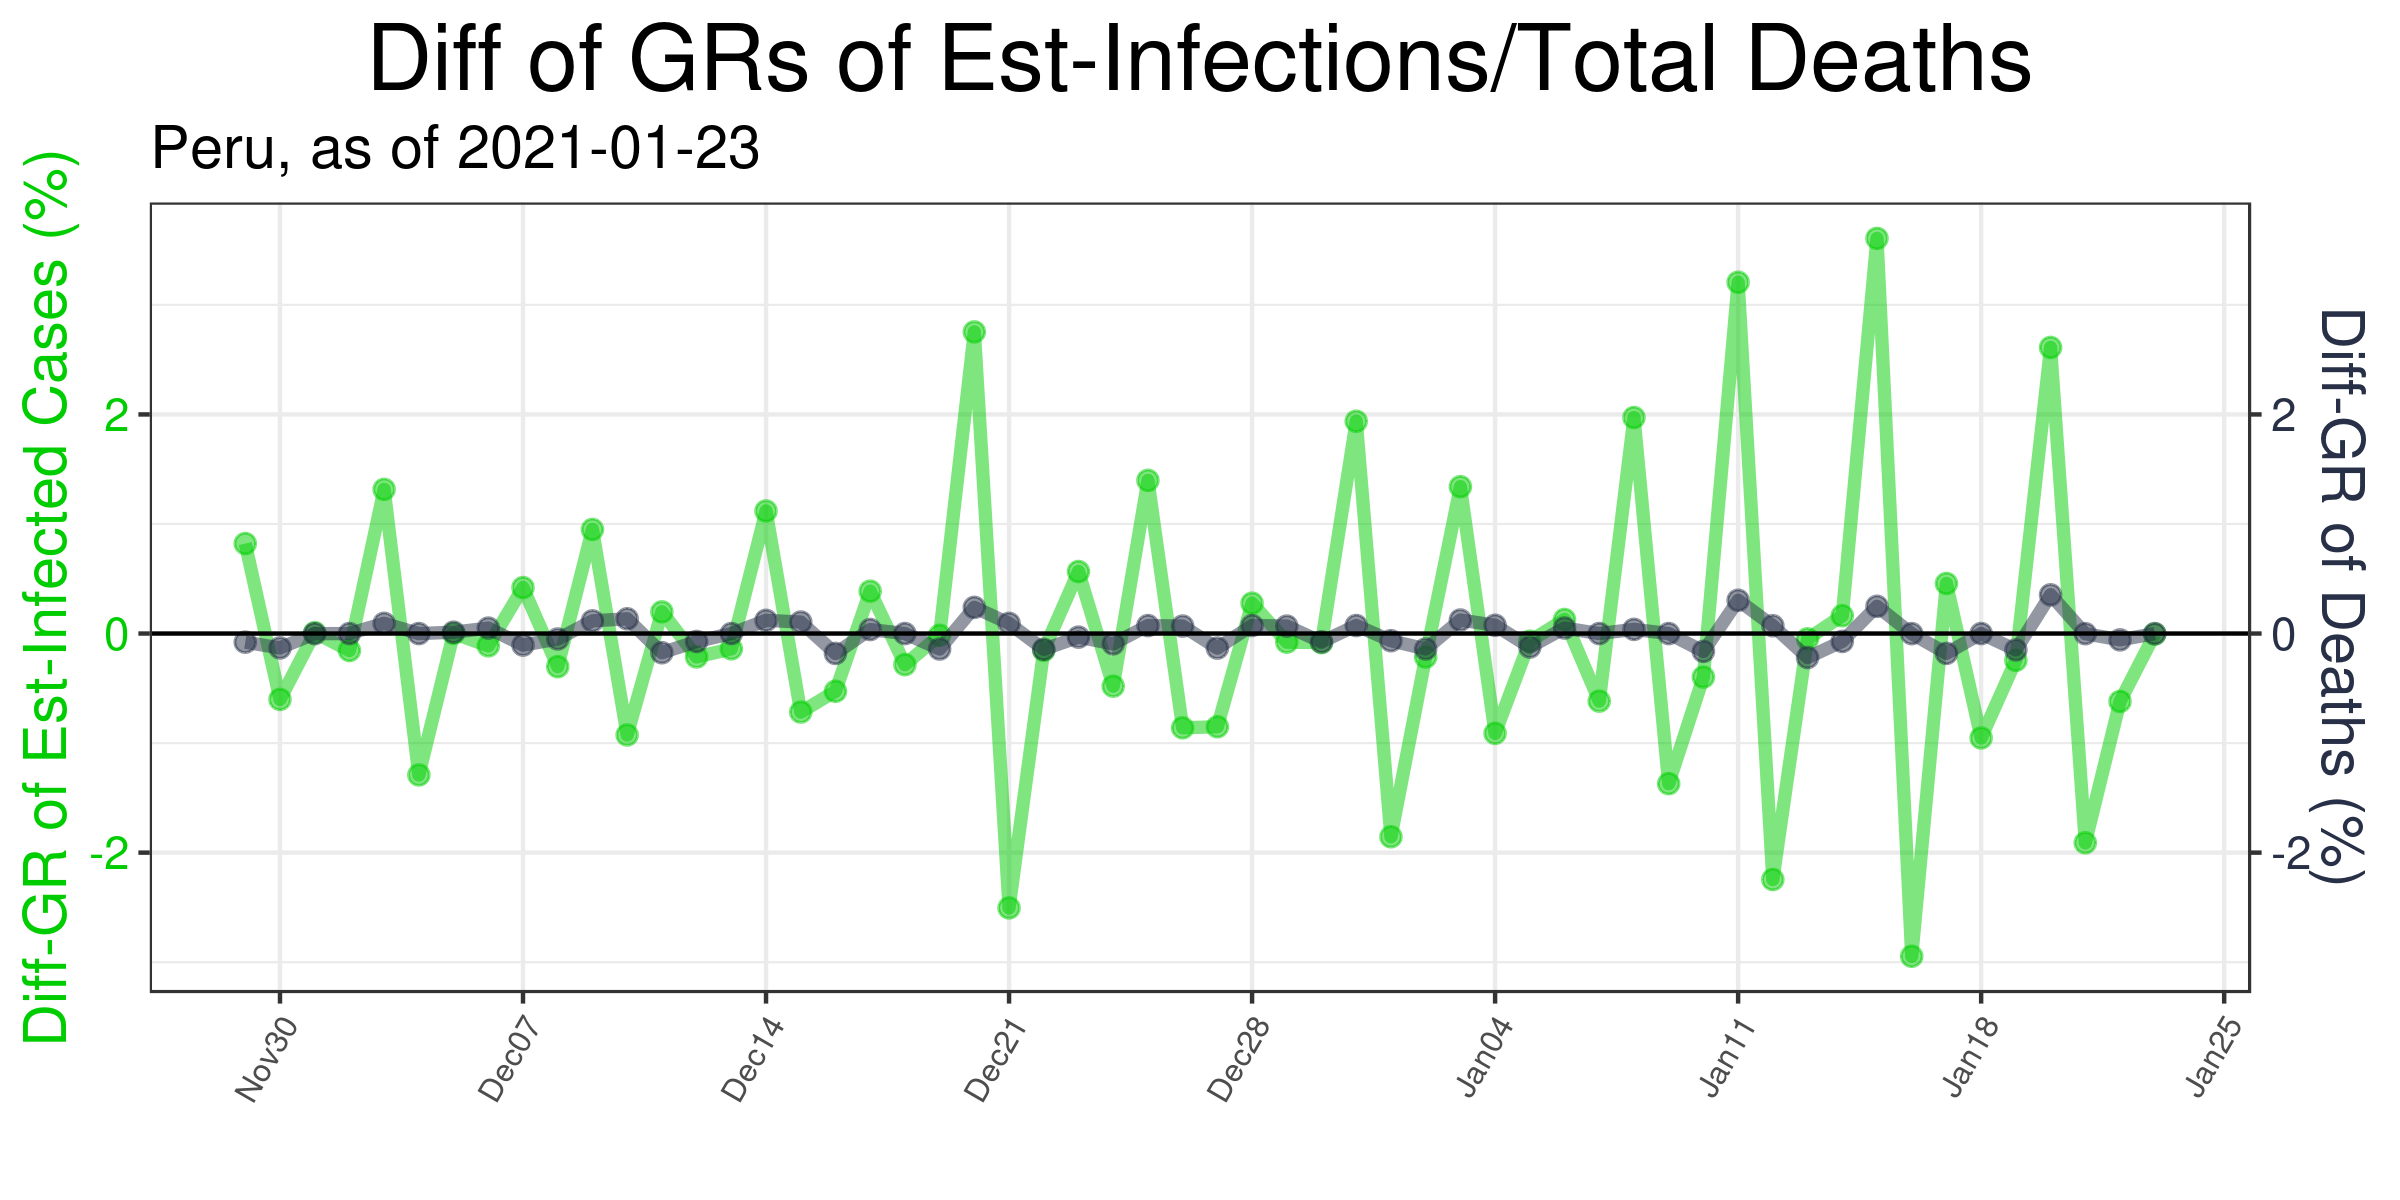 Diff of GRs of Est-Infections/Total Deaths
Peru, as of 2021-01-23
Diff-GR of Est-Infected Cases (%)
2
0
-2
2
0
-2
Diff-GR of Deaths (%)
Nov30
Dec07
Dec14
Dec21
Dec28
Jan04
Jan11
Jan18
Jan25